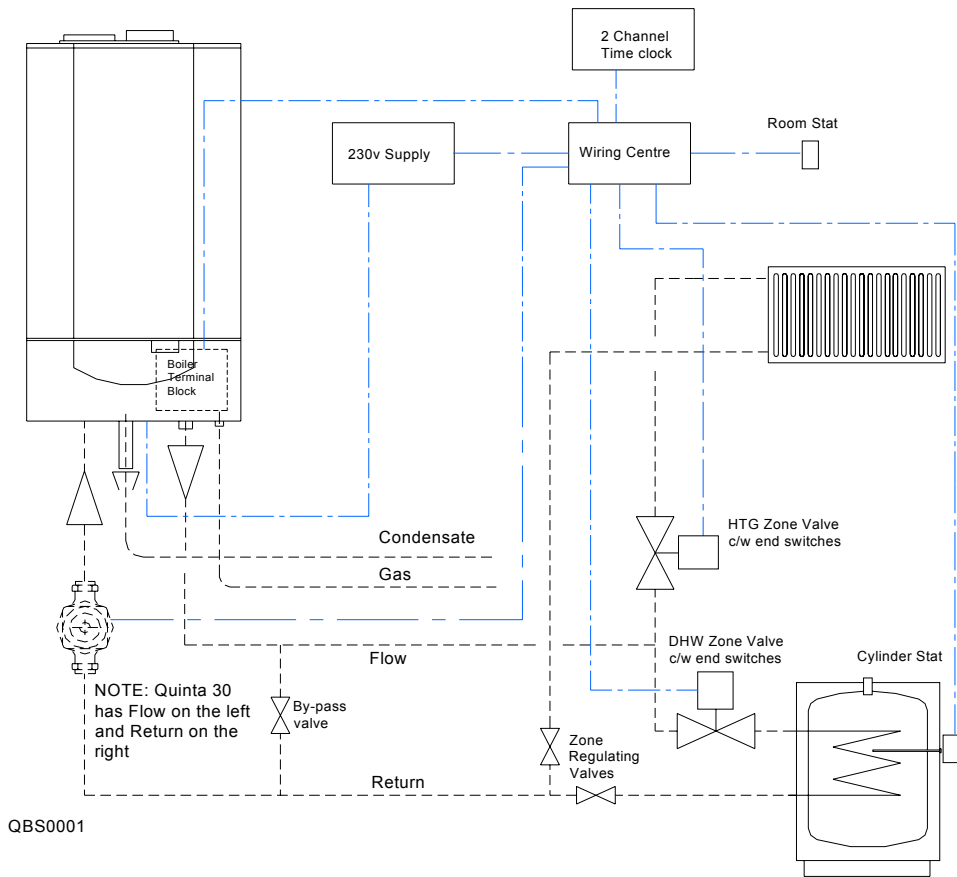 2 Channel
Time clock
Room Stat
230v Supply
Wiring Centre
Boiler
Terminal
Block
HTG Zone Valve
c/w end switches
Condensate
Gas
DHW Zone Valve
c/w end switches
Cylinder Stat
Flow
NOTE: Quinta 30
has Flow on the left
and Return on the
right
By-pass
valve
Zone
Regulating
Valves
Return
QBS0001